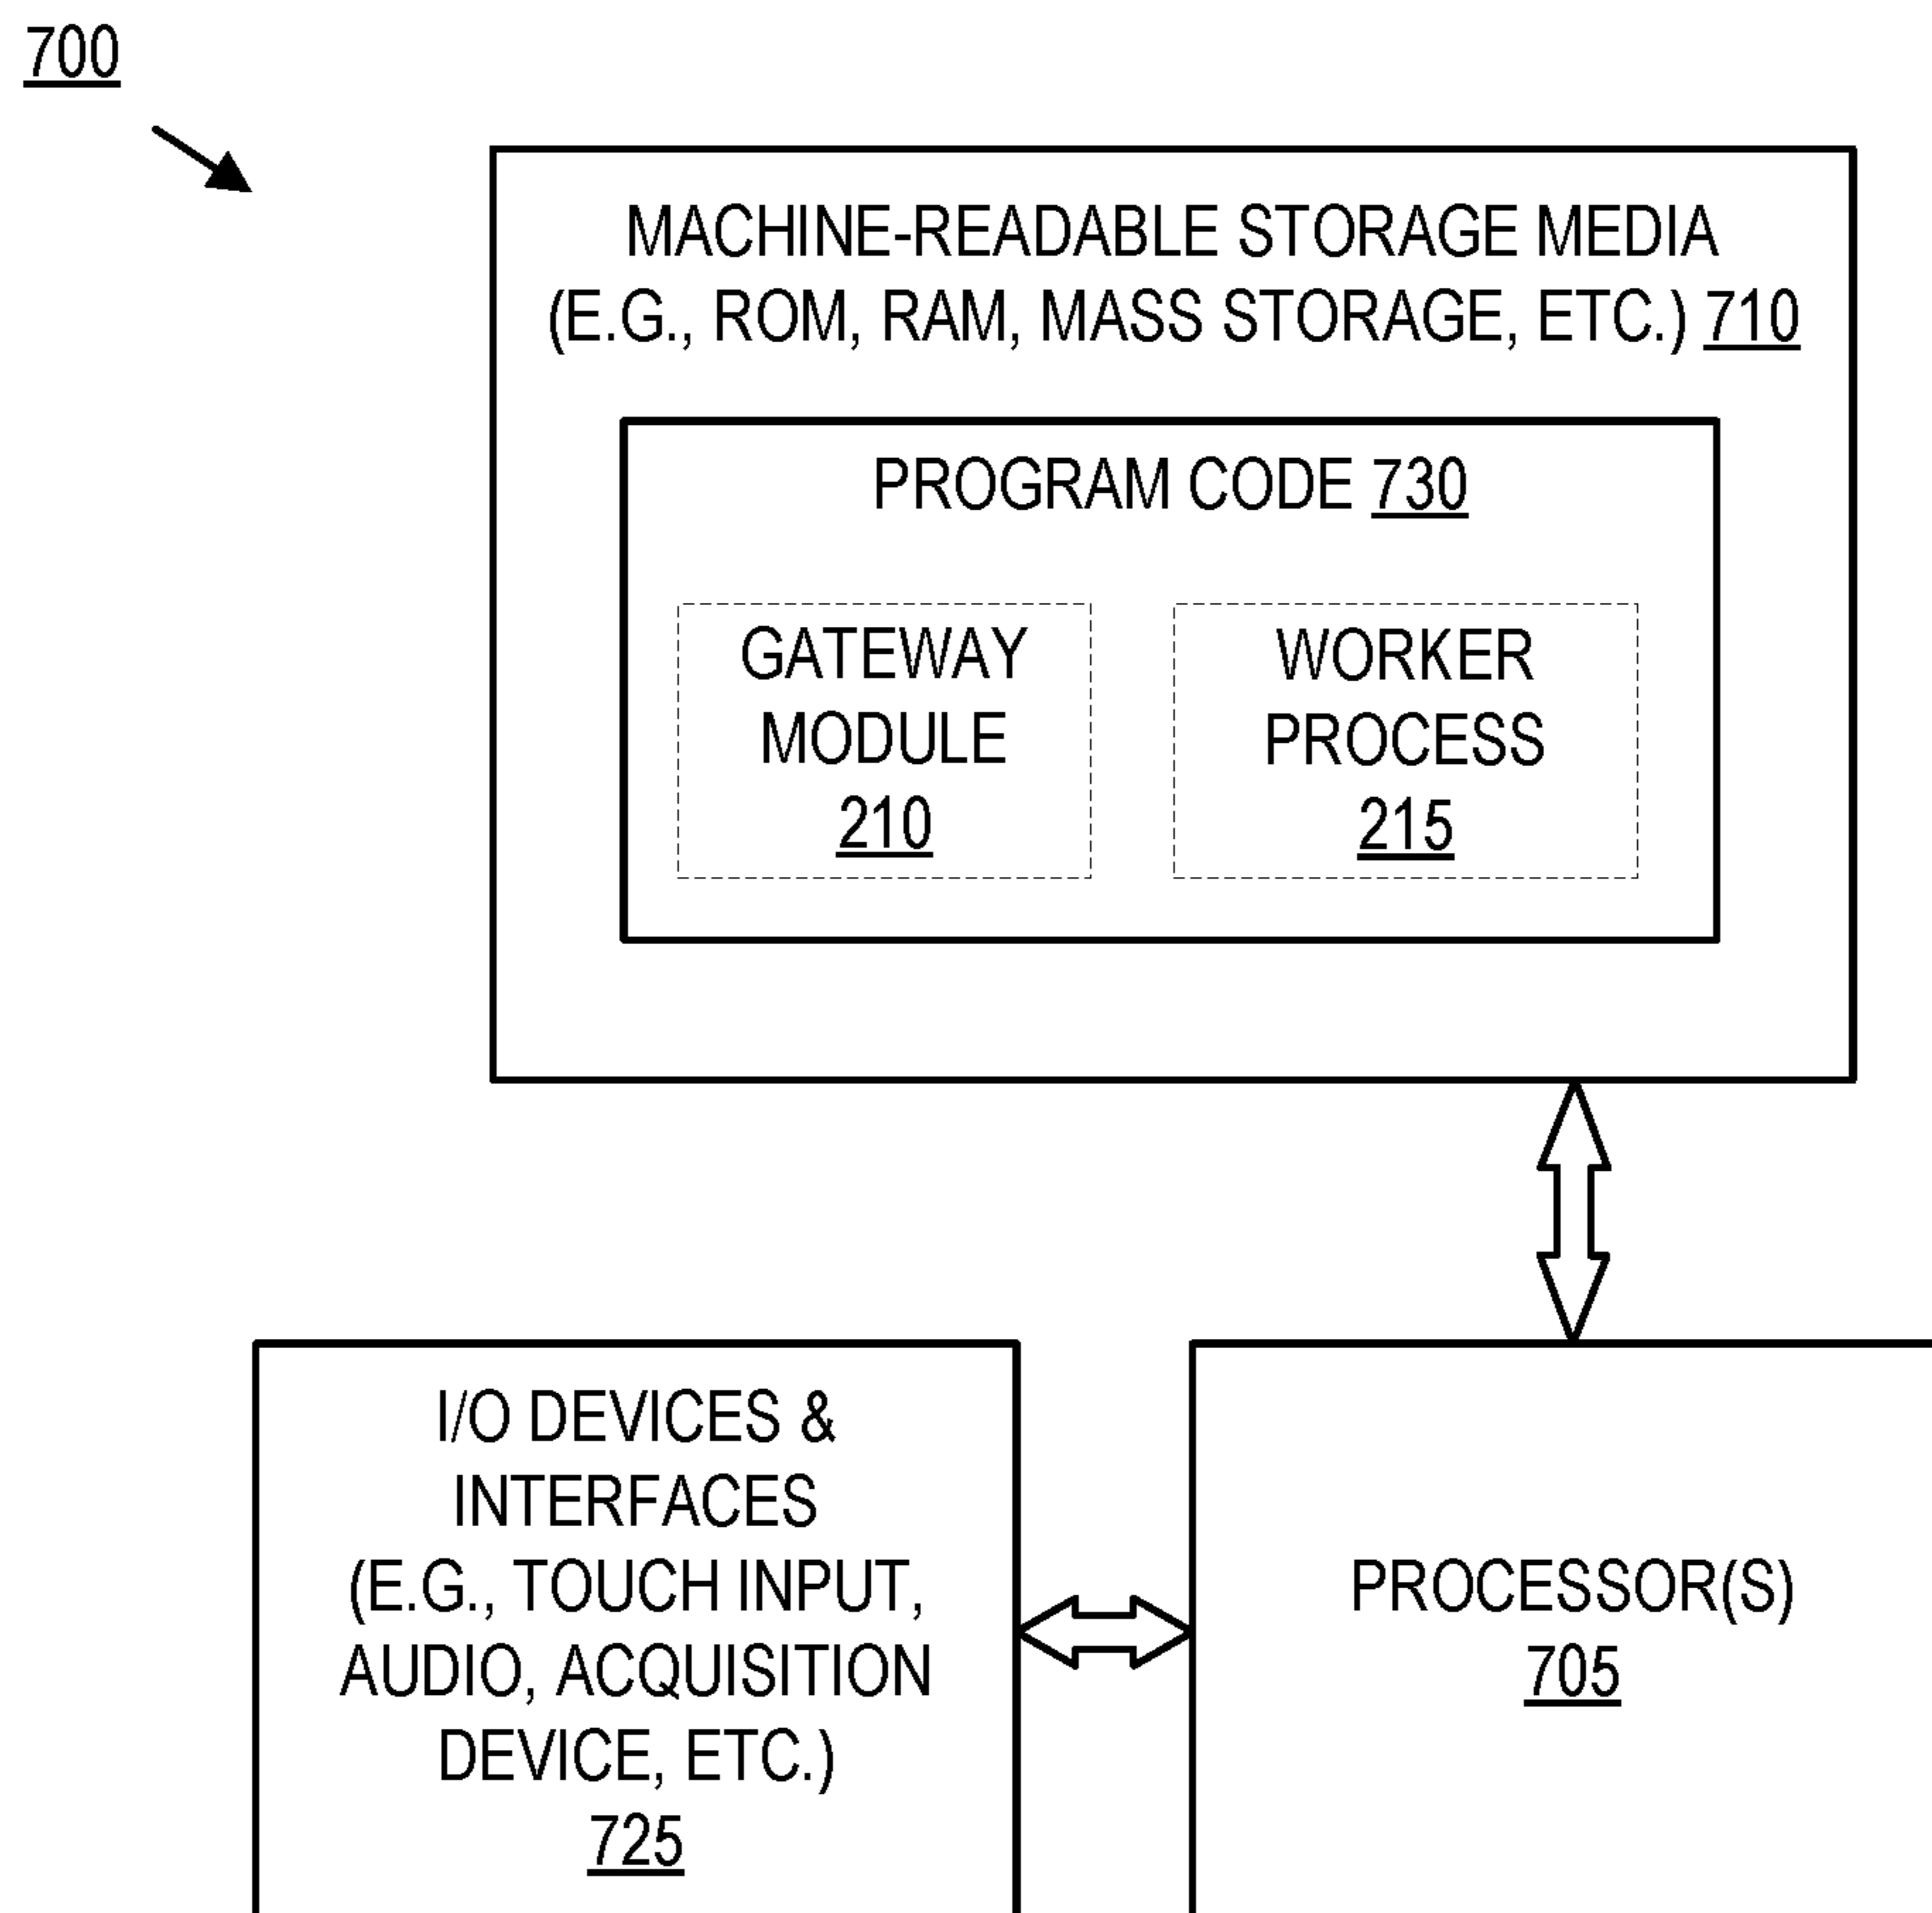 700
MACHINE-READABLE STORAGE MEDIA
(E.G., ROM, RAM, MASS STORAGE, ETC.) 710
PROGRAM CODE 730
GATEWAY
MODULE
210
WORKER
PROCESS
215
I/O DEVICES &
INTERFACES
(E.G., TOUCH INPUT,
AUDIO, ACQUISITION
DEVICE, ETC.)
725
PROCESSOR(S)
705